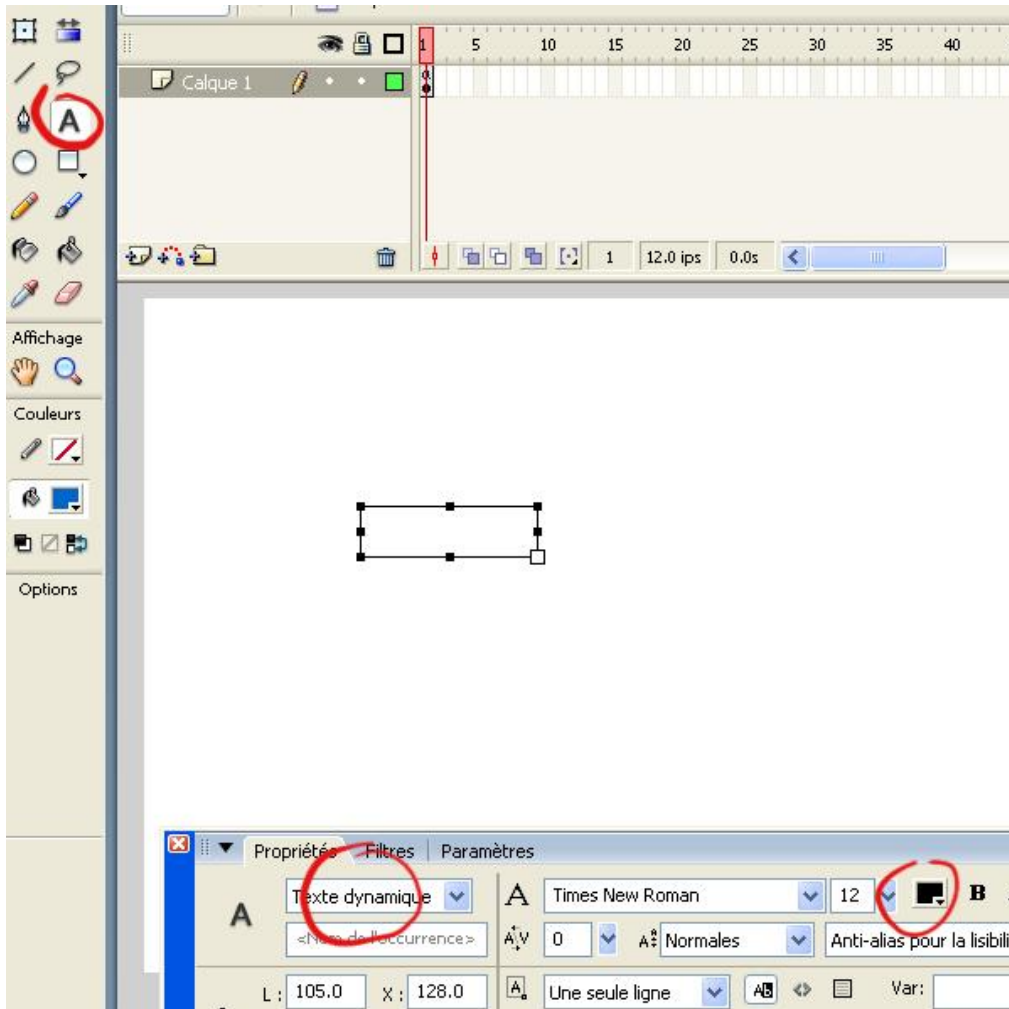 1 5 10 15 20 25 30 35 40
Calque 1
A
1 12.0 ips 0.0s
Affichage
Couleurs
Options
Propriétés Filtres Paramètres
A Texte dynamique A Times New Roman 12 B
<Nom de l'occurrence> A V 0 A Normales Anti-alias pour la lisibili
L : 105.0 X : 128.0 A Une seule ligne AB <> Var: